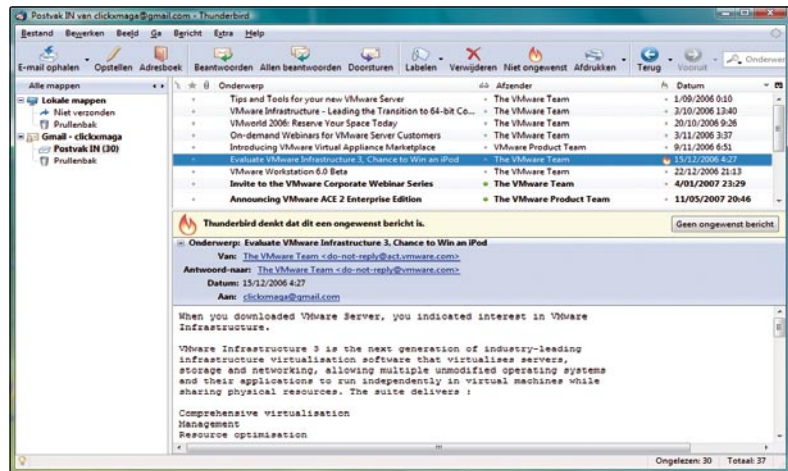 Postvak IN van clickxmaga@gmail.com - Thunderbird
Bestand Bewerken Beeld Ga Bericht Extra Help
E-mail ophalen Opstellen Adresboek Beantwoorden Allen beantwoorden Doorsturen Labelen Verwijderen Niet ongewenst Afdrukken Terug Vooruit Onderwer
Alle mappen Onderwerp Afzender Datum
Lokale mappen
Niet verzonden
Prullenbak
Gmail - clickxmaga
Postvak IN (30)
Prullenbak
Tips and Tools for your new VMware Server The VMware Team 1/09/2006 0:10
VMware Infrastructure - Leading the Transition to 64-bit Co... The VMware Team 3/10/2006 13:40
VMworld 2006: Reserve Your Space Today The VMware Team 20/10/2006 9:26
On-demand Webinars for VMware Server Customers The VMware Team 3/11/2006 3:37
Introducing VMware Virtual Appliance Marketplace VMware Product Team 9/11/2006 6:51
Evaluate VMware Infrastructure 3, Chance to Win an iPod The VMware Team 15/12/2006 4:27
VMware Workstation 6.0 Beta The VMware Team 22/12/2006 21:13
Invite to the VMware Corporate Webinar Series The VMware Team 4/01/2007 23:29
Announcing VMware ACE 2 Enterprise Edition The VMware Product Team 11/05/2007 20:46
Thunderbird denkt dat dit een ongewenst bericht is. Geen ongewenst bericht
Onderwerp: Evaluate VMware Infrastructure 3, Chance to Win an iPod
Van: The VMware Team <do-not-reply@act.vmware.com>
Antwoord-naar: The VMware Team <do-not-reply@vmware.com>
Datum: 15/12/2006 4:27
Aan: clickxmaga@gmail.com
When you downloaded VMware Server, you indicated interest in VMware
Infrastructure.
VMware Infrastructure 3 is the next generation of industry-leading
infrastructure virtualisation software that virtualises servers,
storage and networking, allowing multiple unmodified operating systems
and their applications to run independently in virtual machines while
sharing physical resources. The suite delivers :
Comprehensive virtualisation
Management
Resource optimisation
Ongelezen: 30 Totaal: 37